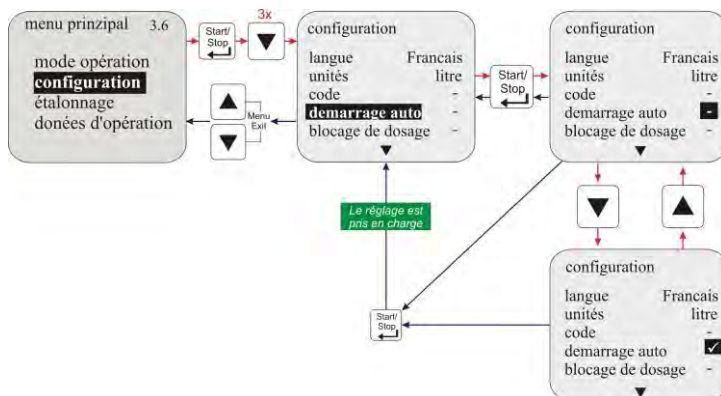 menu prinzipal 3.6
mode opération
configuration
étalonnage
donées d'opération
Start/
Stop
3x
Menu
Exit
configuration
langue Francais
unités litre
code -
demarrage auto -
blocage de dosage -
Start/
Stop
configuration
langue Francais
unités litre
code -
demarrage auto -
blocage de dosage -
Le réglage est
pris en charge
Start/
Stop
configuration
langue Francais
unités litre
code -
demarrage auto ✓
blocage de dosage -